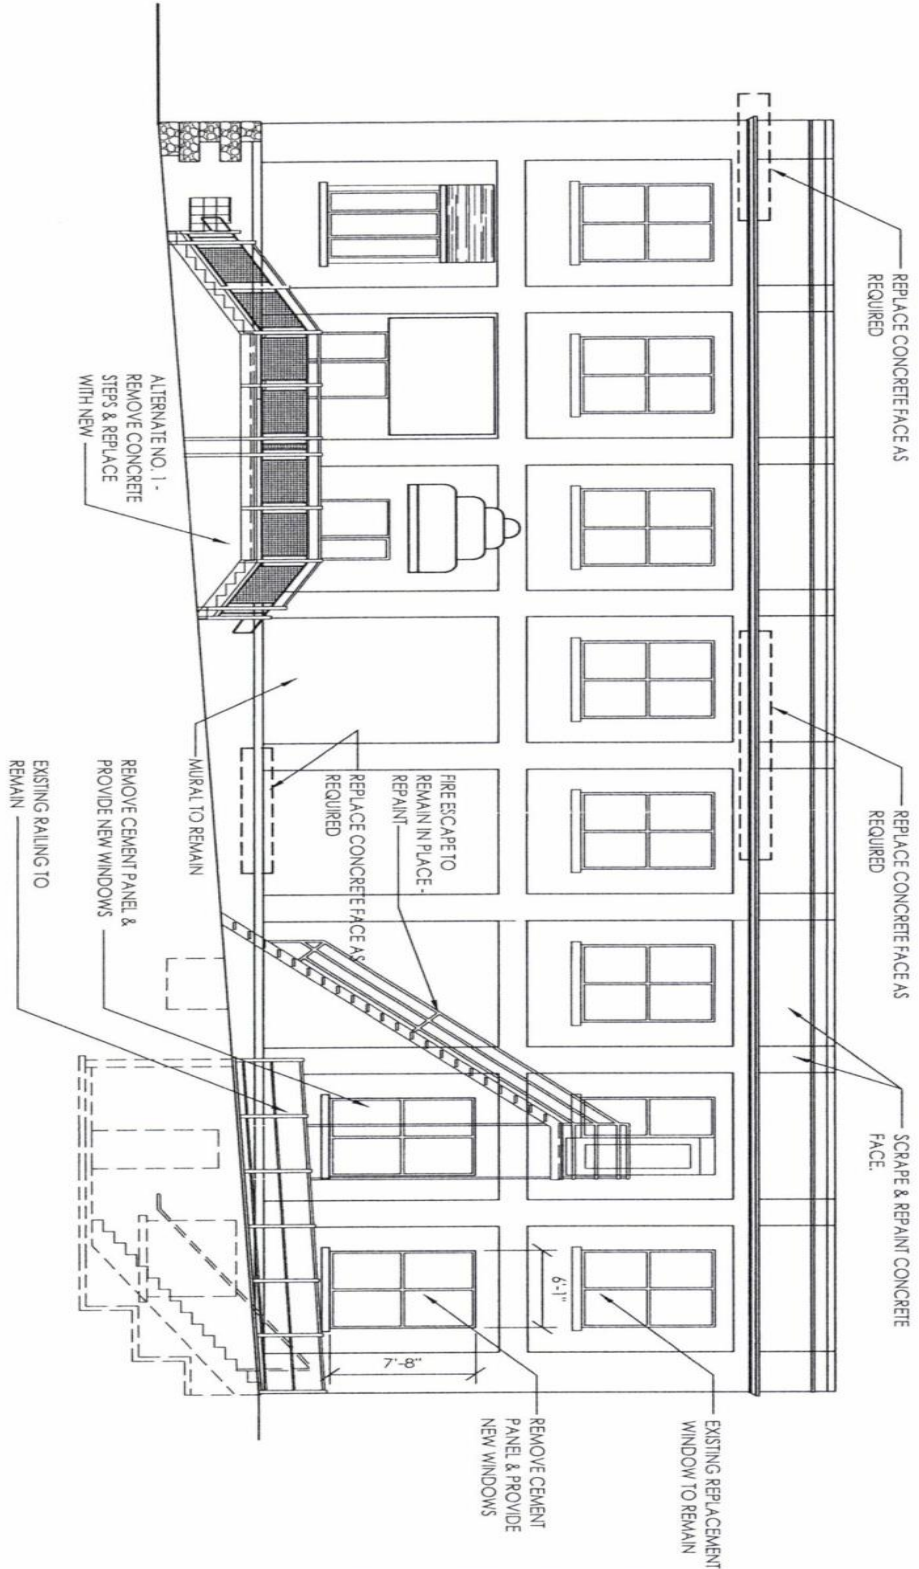 REPLACE CONCRETE FACE AS
REQUIRED
REPLACE CONCRETE FACE AS
REQUIRED
SCRAPE & REPAINT CONCRETE
FACE.
EXISTING REPLACEMENT
WINDOW TO REMAIN
6'-1"
7'-8"
REMOVE CEMENT
PANEL & PROVIDE
NEW WINDOWS
FIRE ESCAPE TO
REMAIN IN PLACE -
REPAINT
REPLACE CONCRETE FACE AS
REQUIRED
ALTERNATE NO. 1 -
REMOVE CONCRETE
STEPS & REPLACE
WITH NEW
MURAL TO REMAIN
REMOVE CEMENT PANEL &
PROVIDE NEW WINDOWS
EXISTING RAILING TO
REMAIN